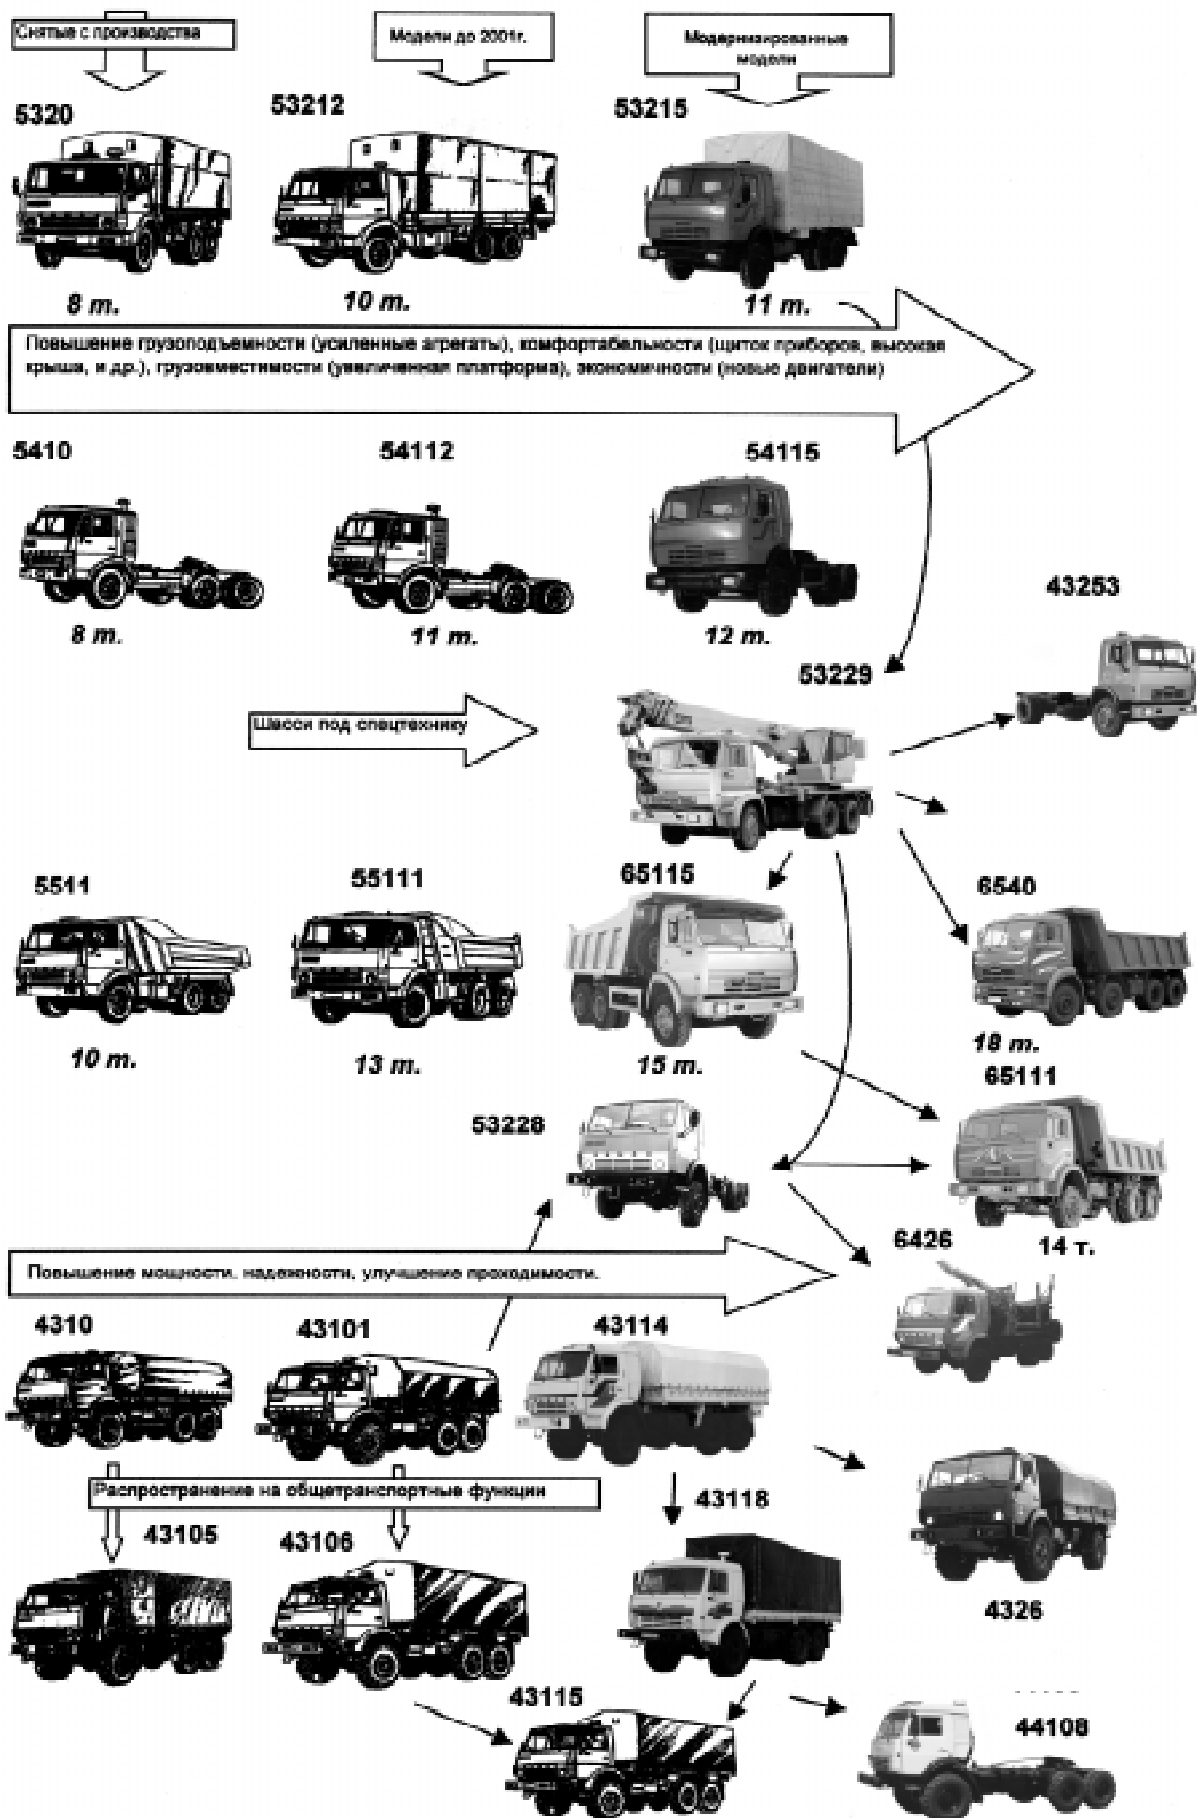 Снятые с производства
Модели до 2001г.
Модернизированные
модели
5320
53212
53215
8 т.
10 т.
11 т.
Повышение грузоподъемности (усиленные агрегаты), комфортабельности (щиток приборов, высокая
крыша, и др.), грузовместимости (увеличенная платформа), экономичности (новые двигатели)
5410
54112
54115
8 т.
11 т.
12 т.
43253
53229
Шасси под спецтехнику
5511
55111
65115
6540
10 т.
13 т.
15 т.
18 т.
65111
53228
14 т.
6426
Повышение мощности, надежности, улучшение проходимости.
4310
43101
43114
Распространение на общетранспортные функции
43118
43105
43106
4326
43115
44108